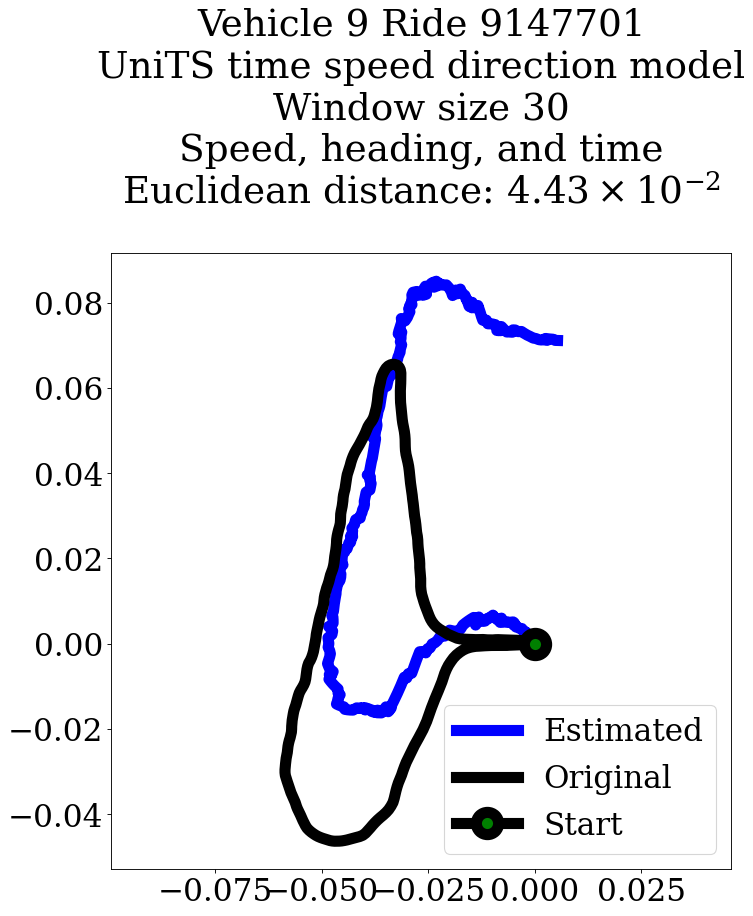 Vehicle 9 Ride 9147701
UniTS time speed direction model
Window size 30
Speed, heading, and time
Euclidean distance: 4.43 × 10⁻²
0.08
0.06
0.04
0.02
0.00
−0.02
−0.04
Estimated
Original
Start
−0.075 −0.050 −0.025 0.000 0.025